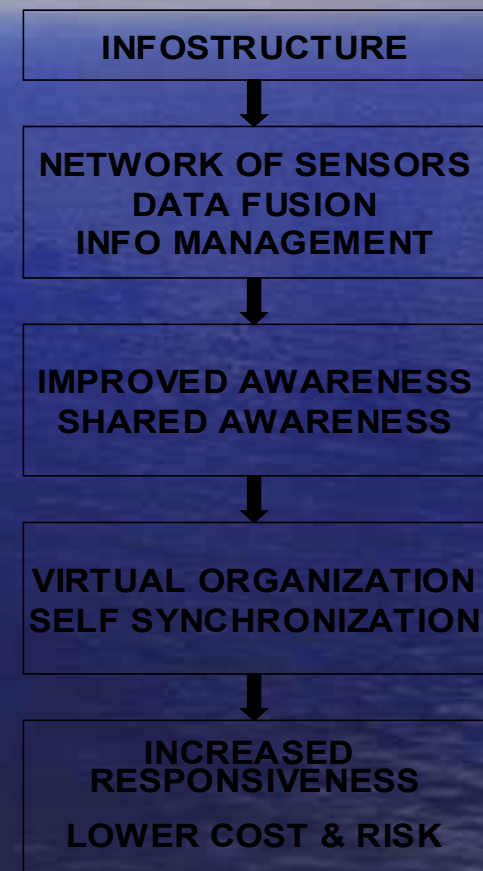 INFOSTRUCTURE
NETWORK OF SENSORS
DATA FUSION
INFO MANAGEMENT
IMPROVED AWARENESS
SHARED AWARENESS
VIRTUAL ORGANIZATION
SELF SYNCHRONIZATION
INCREASED
RESPONSIVENESS
LOWER COST & RISK